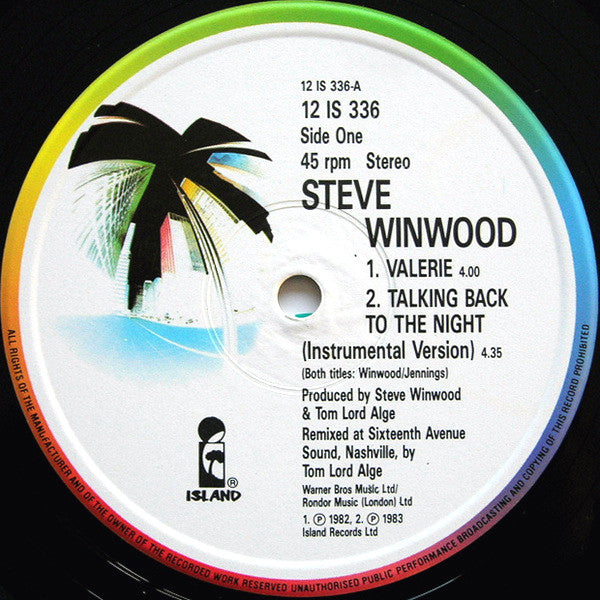 12 IS 336-A
12 IS 336
Side One
45 rpm Stereo
STEVE
WINWOOD
1. VALERIE 4.00
2. TALKING BACK
TO THE NIGHT
(Instrumental Version) 4.35
(Both titles: Winwood/Jennings)
Produced by Steve Winwood
& Tom Lord Alge
Remixed at Sixteenth Avenue
Sound, Nashville, by
Tom Lord Alge
Warner Bros Music Ltd/
Rondor Music (London) Ltd
1. ℗ 1982, 2. ℗ 1983
Island Records Ltd
ISLAND®
ALL RIGHTS OF THE MANUFACTURER AND OF THE OWNER OF THE RECORDED WORK RESERVED UNAUTHORISED PUBLIC PERFORMANCE BROADCASTING AND COPYING OF THIS RECORD PROHIBITED